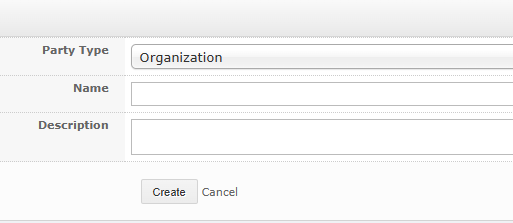 Party Type
Organization
Name
Description
Create Cancel